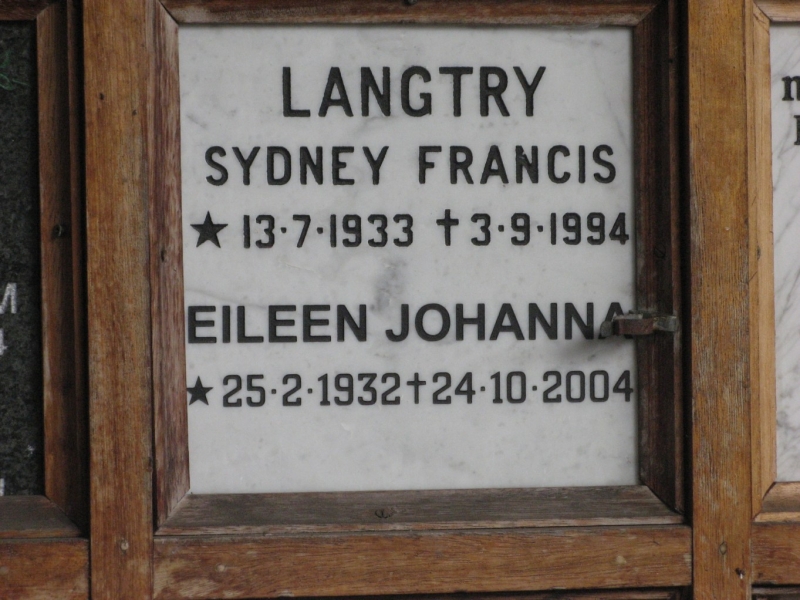 LANGTRY
SYDNEY FRANCIS
★ 13·7·1933 † 3·9·1994
EILEEN JOHANNA
★ 25·2·1932 † 24·10·2004